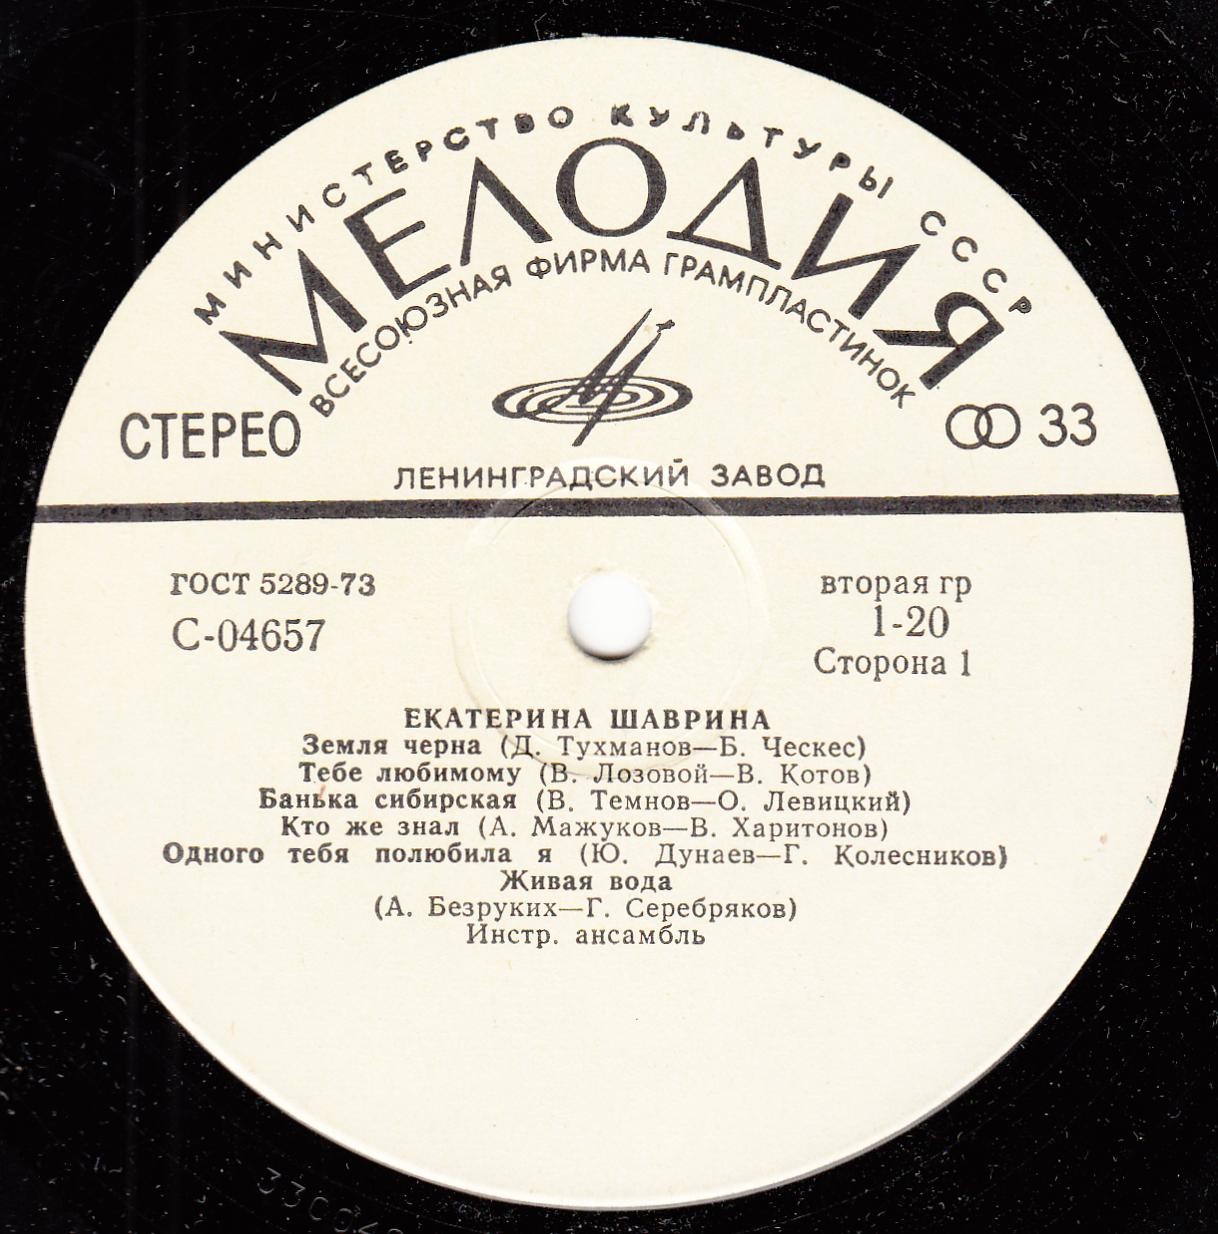 МИНИСТЕРСТВО КУЛЬТУРЫ СССР
МЕЛОДИЯ
ВСЕСОЮЗНАЯ ФИРМА ГРАМПЛАСТИНОК
СТЕРЕО
33
ЛЕНИНГРАДСКИЙ ЗАВОД
ГОСТ 5289-73
вторая гр
С-04657
1-20
Сторона 1
ЕКАТЕРИНА ШАВРИНА
Земля черна (Д. Тухманов—Б. Ческес)
Тебе любимому (В. Лозовой—В. Котов)
Банька сибирская (В. Темнов—О. Левицкий)
Кто же знал (А. Мажуков—В. Харитонов)
Одного тебя полюбила я (Ю. Дунаев—Г. Колесников)
Живая вода
(А. Безруких—Г. Серебряков)
Инстр. ансамбль